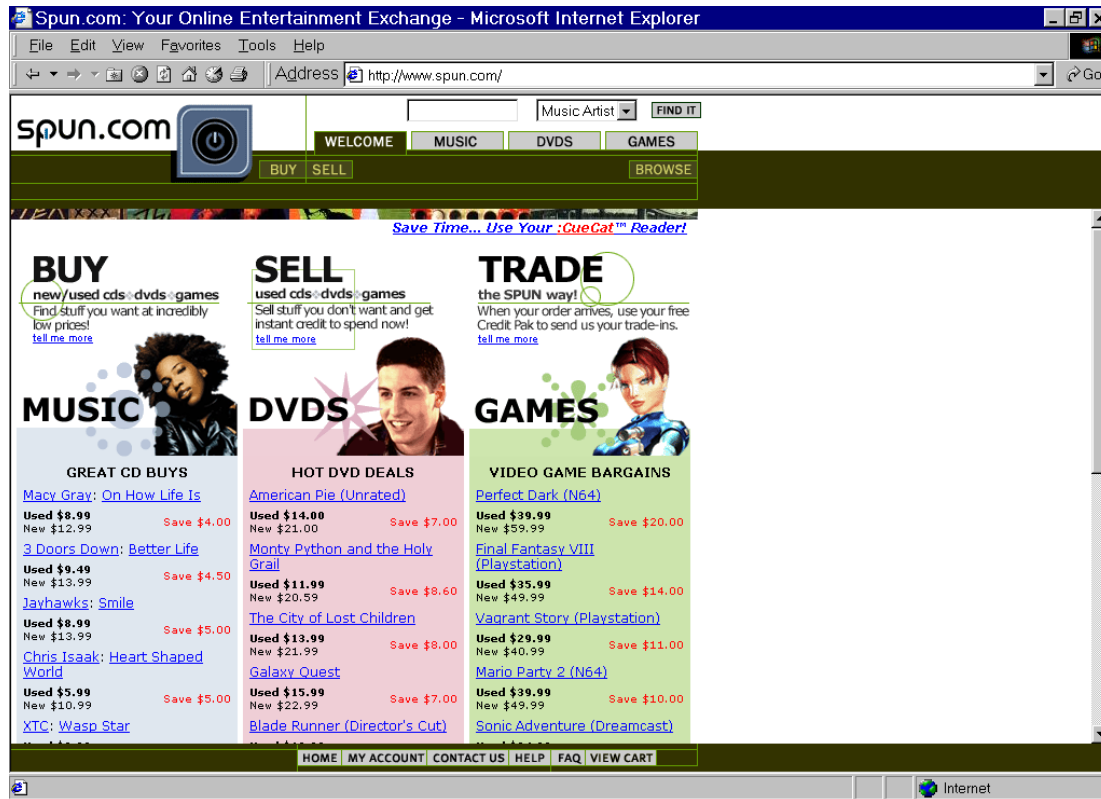 Spun.com: Your Online Entertainment Exchange - Microsoft Internet Explorer
File Edit View Favorites Tools Help
Address http://www.spun.com/ Go
spun.com
Music Artist FIND IT
WELCOME MUSIC DVDS GAMES
BUY SELL BROWSE
Save Time... Use Your :CueCat™ Reader!
BUY
new/used cds dvds games
Find stuff you want at incredibly
low prices!
tell me more
SELL
used cds dvds games
Sell stuff you don't want and get
instant credit to spend now!
tell me more
TRADE
the SPUN way!
When your order arrives, use your free
Credit Pak to send us your trade-ins.
tell me more
MUSIC
GREAT CD BUYS
Macy Gray: On How Life Is
Used $8.99
New $12.99 Save $4.00
3 Doors Down: Better Life
Used $9.49
New $13.99 Save $4.50
Jayhawks: Smile
Used $8.99
New $13.99 Save $5.00
Chris Isaak: Heart Shaped
World
Used $5.99
New $10.99 Save $5.00
XTC: Wasp Star
DVDS
HOT DVD DEALS
American Pie (Unrated)
Used $14.00
New $21.00 Save $7.00
Monty Python and the Holy
Grail
Used $11.99
New $20.59 Save $8.60
The City of Lost Children
Used $13.99
New $21.99 Save $8.00
Galaxy Quest
Used $15.99
New $22.99 Save $7.00
Blade Runner (Director's Cut)
GAMES
VIDEO GAME BARGAINS
Perfect Dark (N64)
Used $39.99
New $59.99 Save $20.00
Final Fantasy VIII
(Playstation)
Used $35.99
New $49.99 Save $14.00
Vagrant Story (Playstation)
Used $29.99
New $40.99 Save $11.00
Mario Party 2 (N64)
Used $39.99
New $49.99 Save $10.00
Sonic Adventure (Dreamcast)
HOME MY ACCOUNT CONTACT US HELP FAQ VIEW CART
Internet